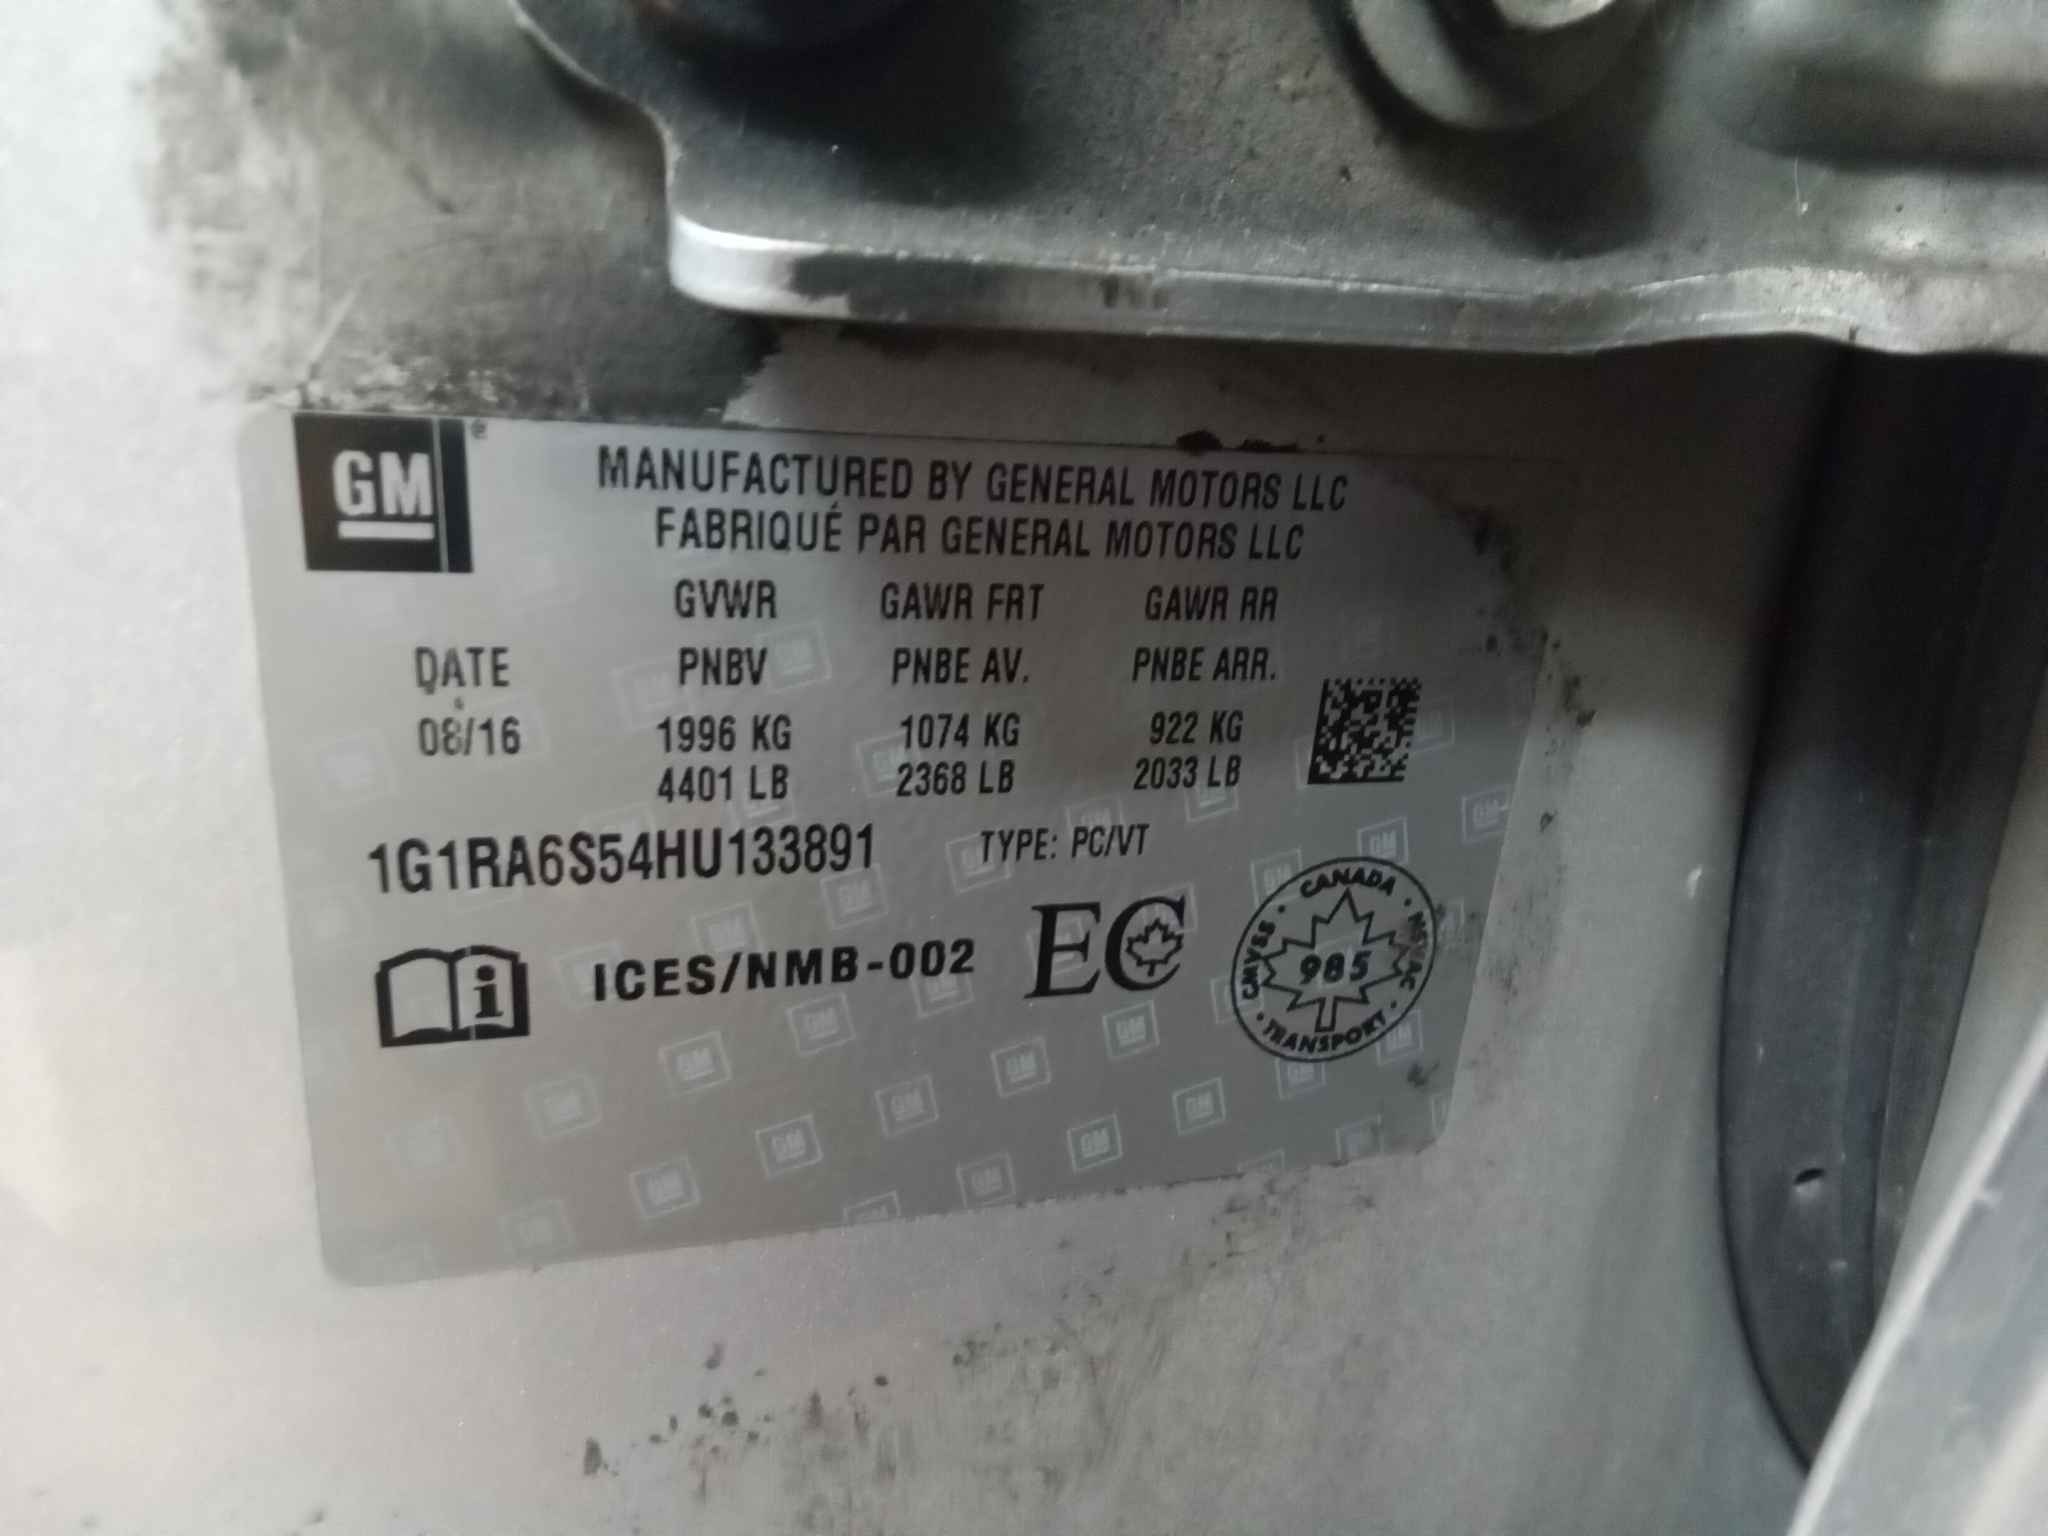 GM
MANUFACTURED BY GENERAL MOTORS LLC
FABRIQUÉ PAR GENERAL MOTORS LLC
GVWR GAWR FRT GAWR RR
DATE PNBV PNBE AV. PNBE ARR.
08/16 1996 KG 1074 KG 922 KG
4401 LB 2368 LB 2033 LB
1G1RA6S54HU133891 TYPE: PC/VT
i ICES/NMB-002 EC
CANADA
CMVSS 985 NSVAC
TRANSPORT